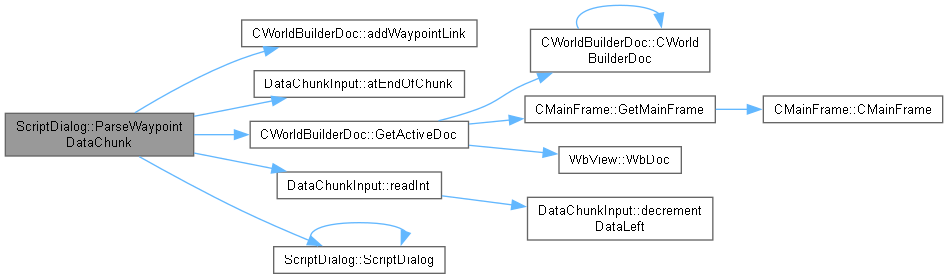 ScriptDialog::ParseWaypoint
DataChunk
CWorldBuilderDoc::addWaypointLink
DataChunkInput::atEndOfChunk
CWorldBuilderDoc::GetActiveDoc
DataChunkInput::readInt
ScriptDialog::ScriptDialog
CWorldBuilderDoc::CWorld
BuilderDoc
CMainFrame::GetMainFrame
WbView::WbDoc
DataChunkInput::decrement
DataLeft
CMainFrame::CMainFrame